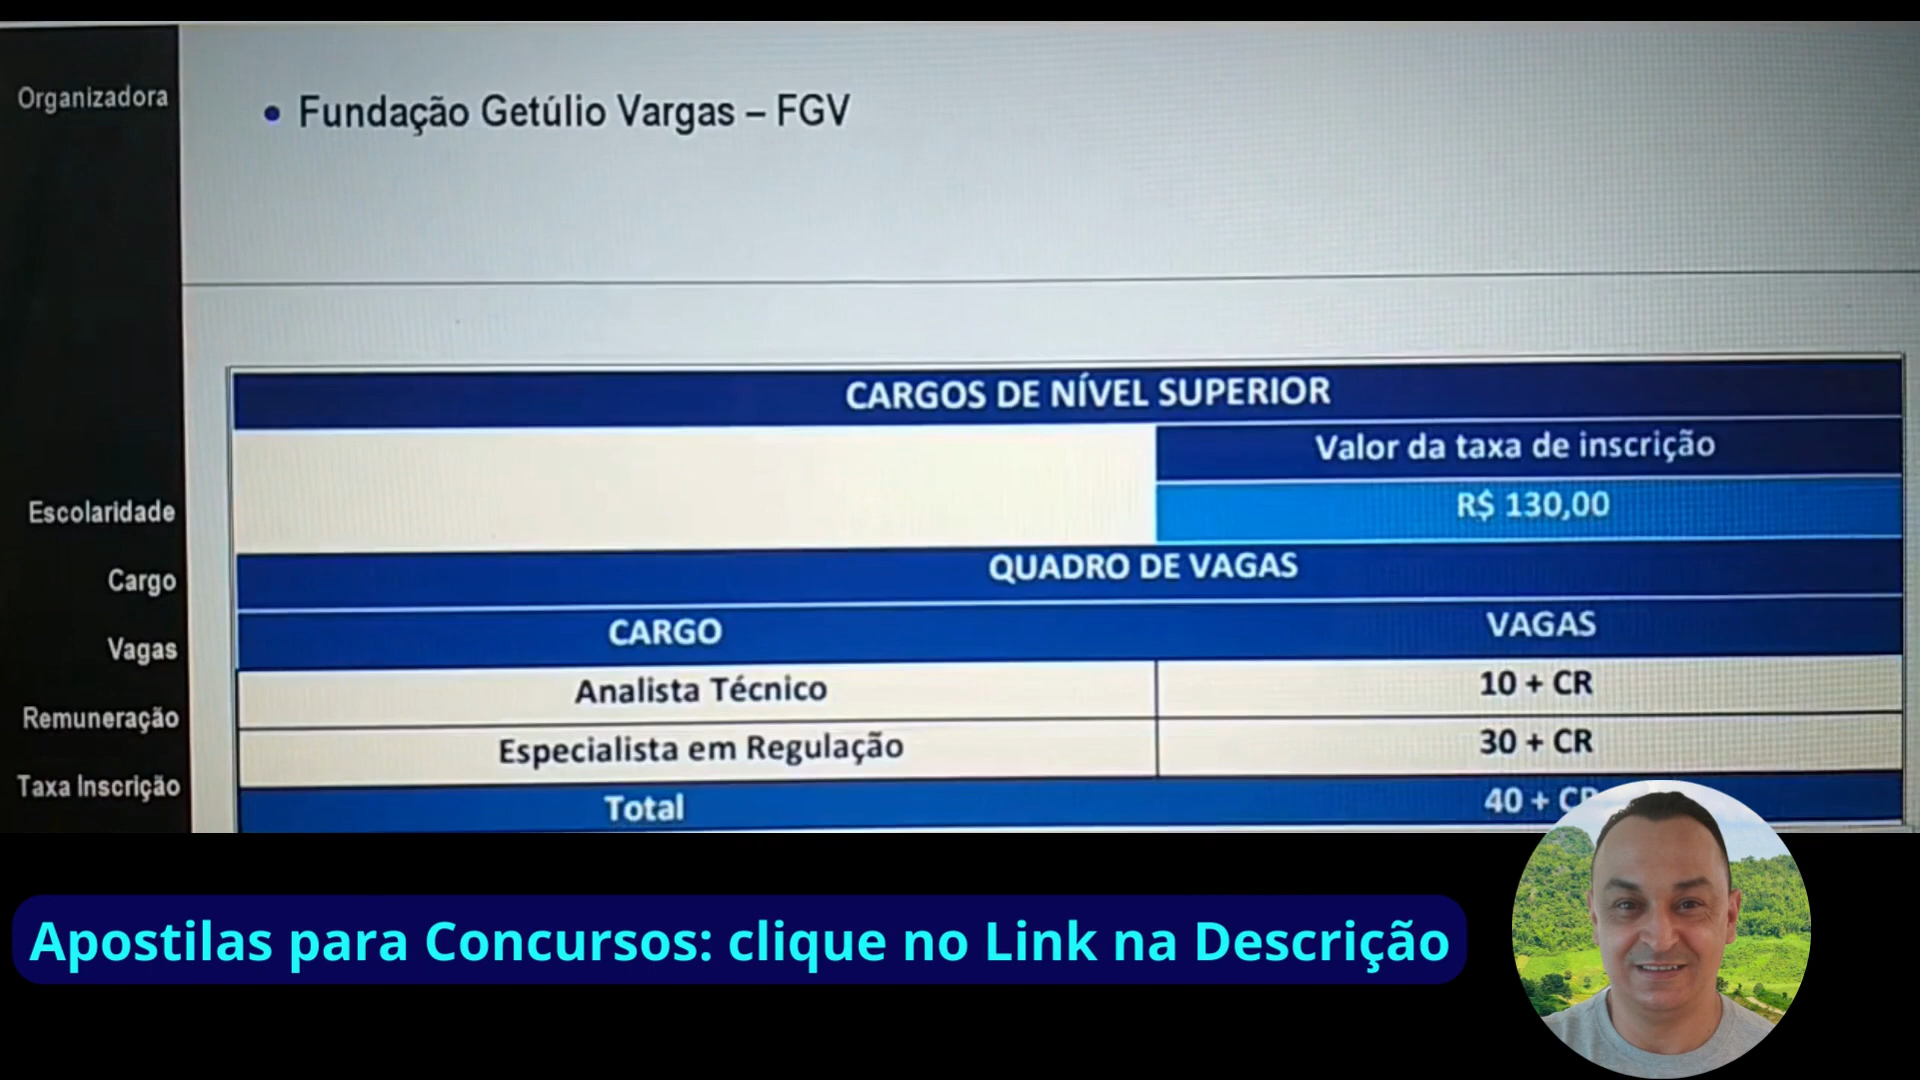 Organizadora
• Fundação Getúlio Vargas – FGV
CARGOS DE NÍVEL SUPERIOR
Valor da taxa de inscrição
Escolaridade
R$ 130,00
QUADRO DE VAGAS
Cargo
CARGO
VAGAS
Vagas
Analista Técnico
10 + CR
Remuneração
Especialista em Regulação
30 + CR
Taxa Inscrição
Total
40 + CR
Apostilas para Concursos: clique no Link na Descrição